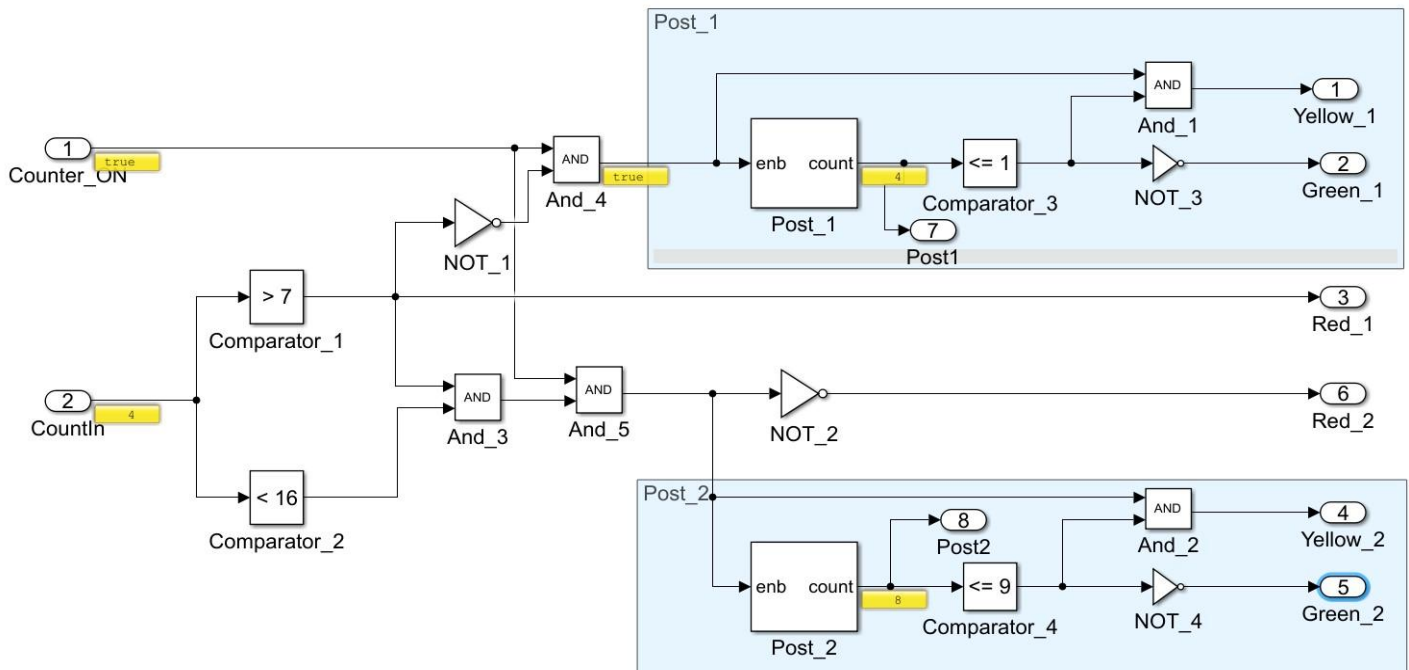 Post_1
AND
And_1
1
Yellow_1
1
true
Counter_ON
AND
true
And_4
enb
count
4
Post_1
<= 1
Comparator_3
NOT_3
2
Green_1
7
Post1
NOT_1
> 7
Comparator_1
3
Red_1
2
4
CountIn
AND
And_3
AND
And_5
NOT_2
6
Red_2
< 16
Comparator_2
Post_2
AND
And_2
4
Yellow_2
8
Post2
enb
count
8
Post_2
<= 9
Comparator_4
NOT_4
5
Green_2